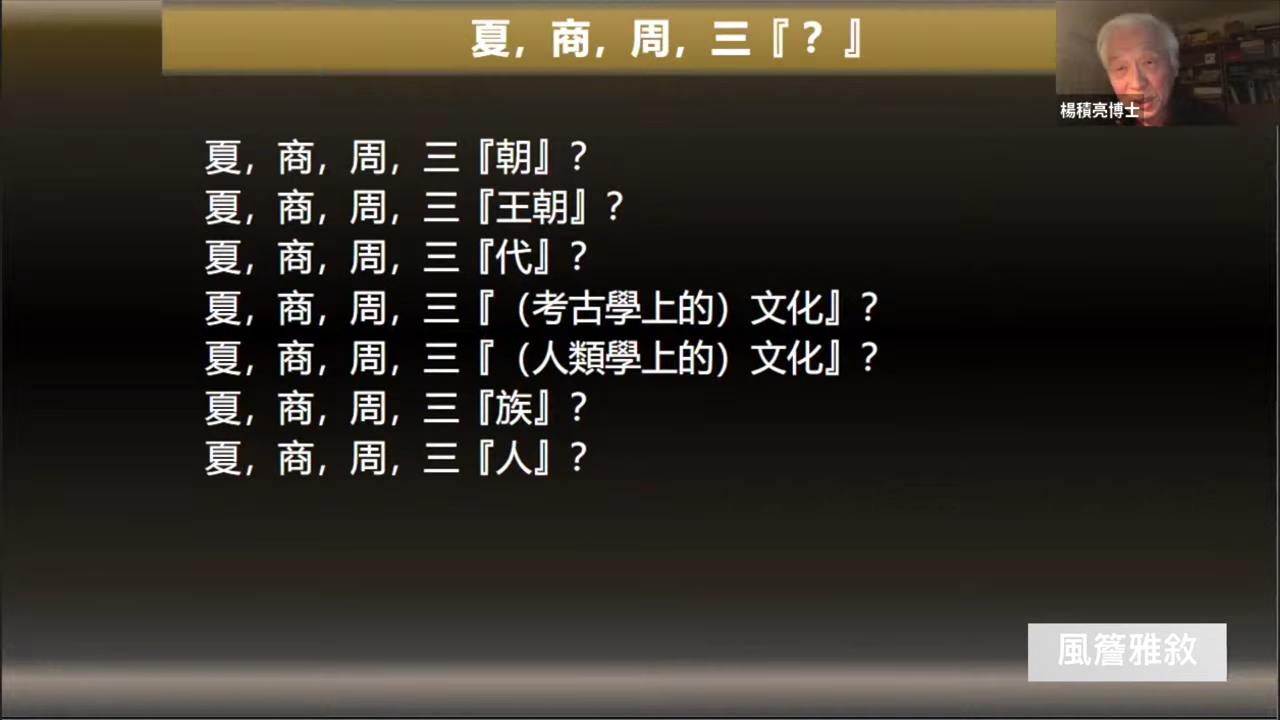 夏，商，周，三『？』
楊積亮博士
夏，商，周，三『朝』？
夏，商，周，三『王朝』？
夏，商，周，三『代』？
夏，商，周，三『（考古學上的）文化』？
夏，商，周，三『（人類學上的）文化』？
夏，商，周，三『族』？
夏，商，周，三『人』？
風簷雅敘